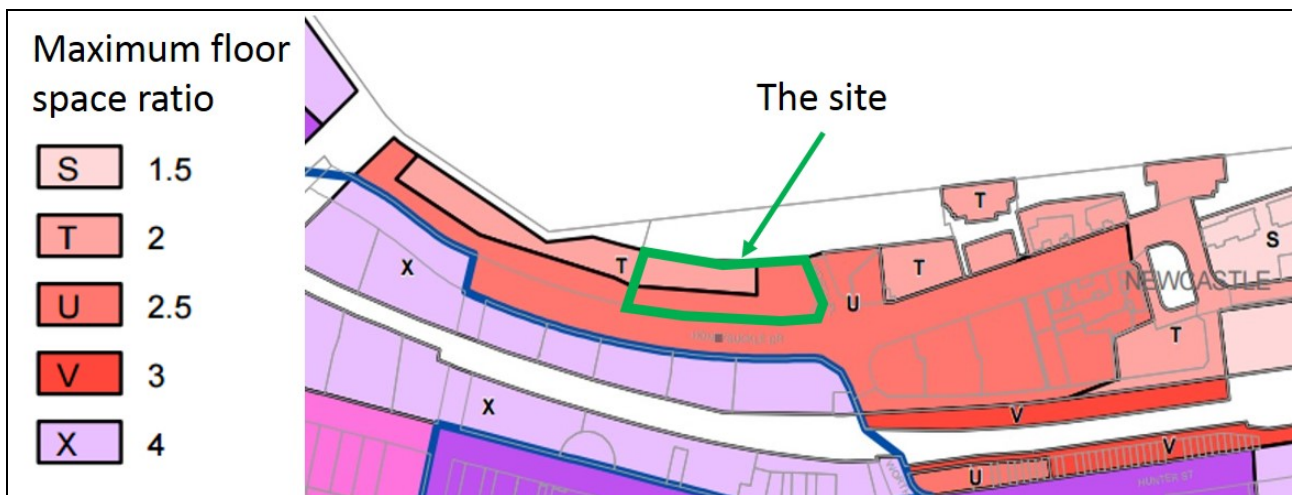 Maximum floor
space ratio
S 1.5
T 2
U 2.5
V 3
X 4
The site
T
T
S
X
T
T
U
NEWCASTLE
T
X
V
V
U
HUNTER ST